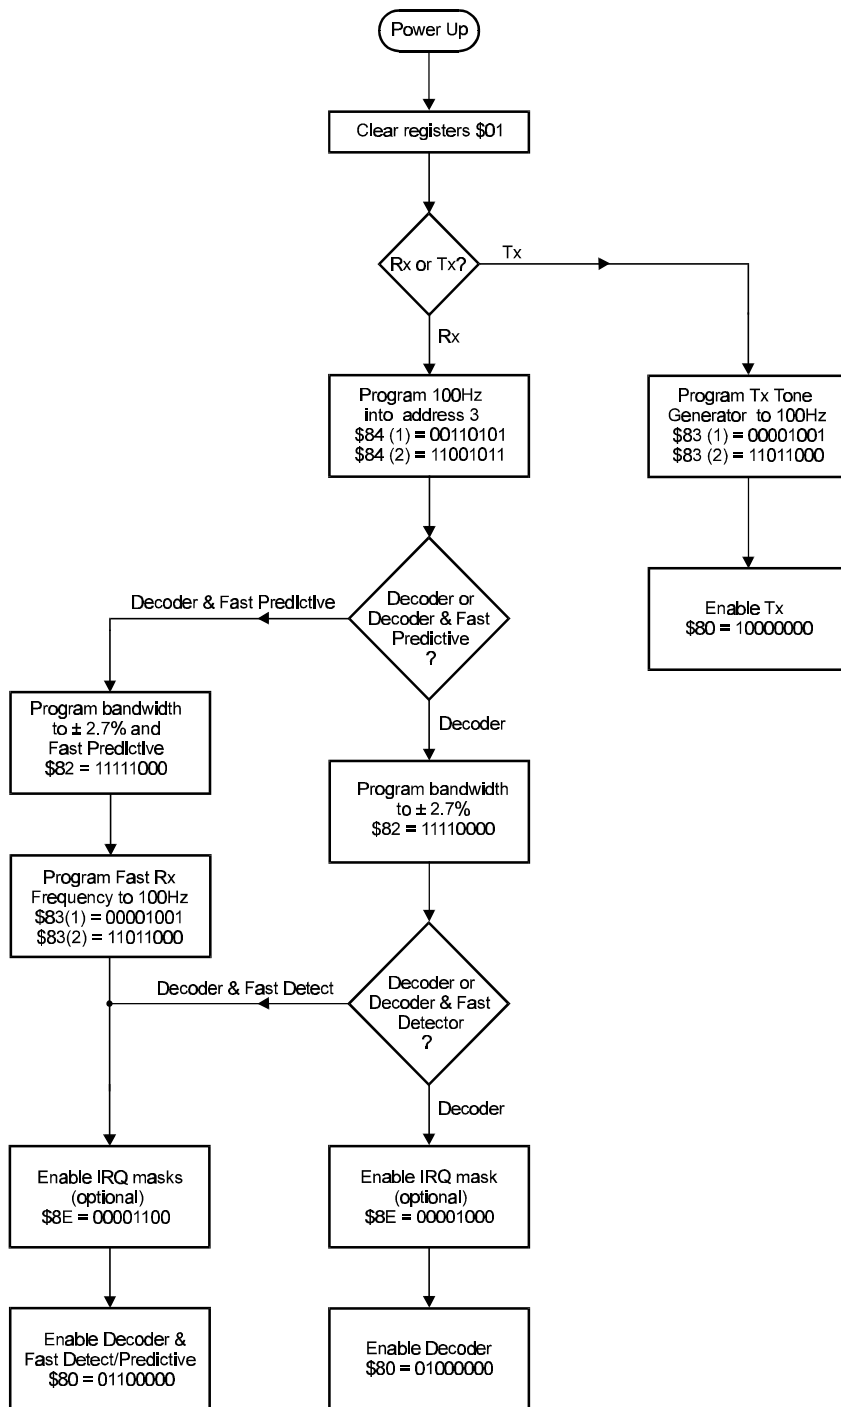 Power Up
Clear registers $01
Rx or Tx?
Tx
Rx
Program 100Hz
into address 3
$84 (1) = 00110101
$84 (2) = 11001011
Program Tx Tone
Generator to 100Hz
$83 (1) = 00001001
$83 (2) = 11011000
Enable Tx
$80 = 10000000
Decoder or
Decoder & Fast
Predictive
?
Decoder & Fast Predictive
Decoder
Program bandwidth
to ± 2.7% and
Fast Predictive
$82 = 11111000
Program bandwidth
to ± 2.7%
$82 = 11110000
Program Fast Rx
Frequency to 100Hz
$83(1) = 00001001
$83(2) = 11011000
Decoder or
Decoder & Fast
Detector
?
Decoder & Fast Detect
Decoder
Enable IRQ masks
(optional)
$8E = 00001100
Enable IRQ mask
(optional)
$8E = 00001000
Enable Decoder &
Fast Detect/Predictive
$80 = 01100000
Enable Decoder
$80 = 01000000